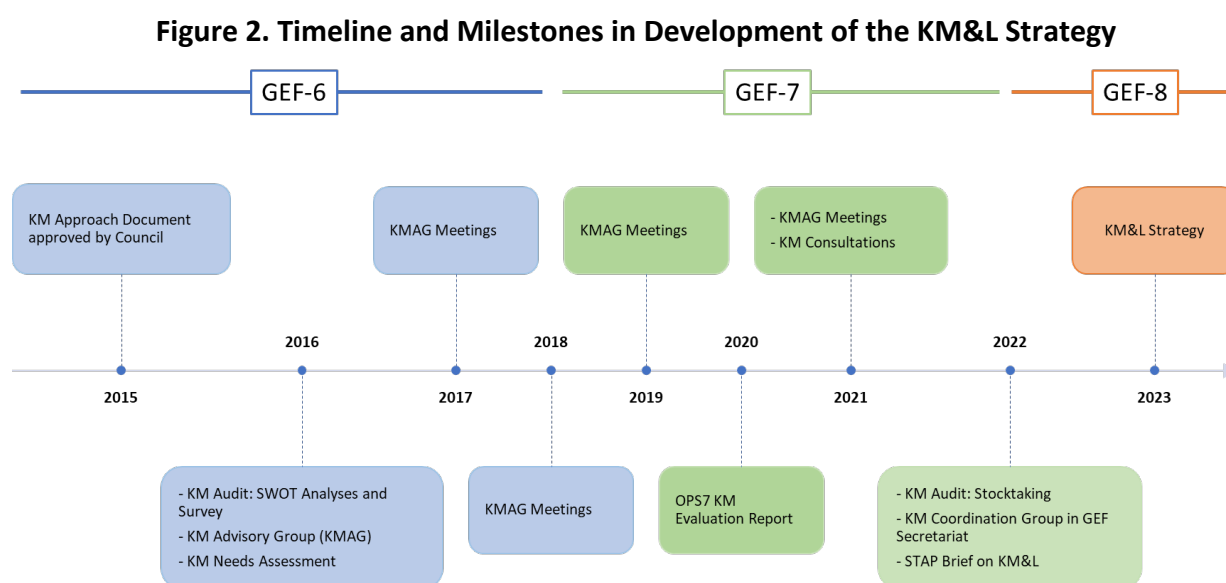 Figure 2. Timeline and Milestones in Development of the KM&L Strategy
GEF-6
GEF-7
GEF-8
KM Approach Document
approved by Council
KMAG Meetings
KMAG Meetings
- KMAG Meetings
- KM Consultations
KM&L Strategy
2016
2018
2020
2022
2015
2017
2019
2021
2023
- KM Audit: SWOT Analyses and
Survey
- KM Advisory Group (KMAG)
- KM Needs Assessment
KMAG Meetings
OPS7 KM
Evaluation Report
- KM Audit: Stocktaking
- KM Coordination Group in GEF
Secretariat
- STAP Brief on KM&L